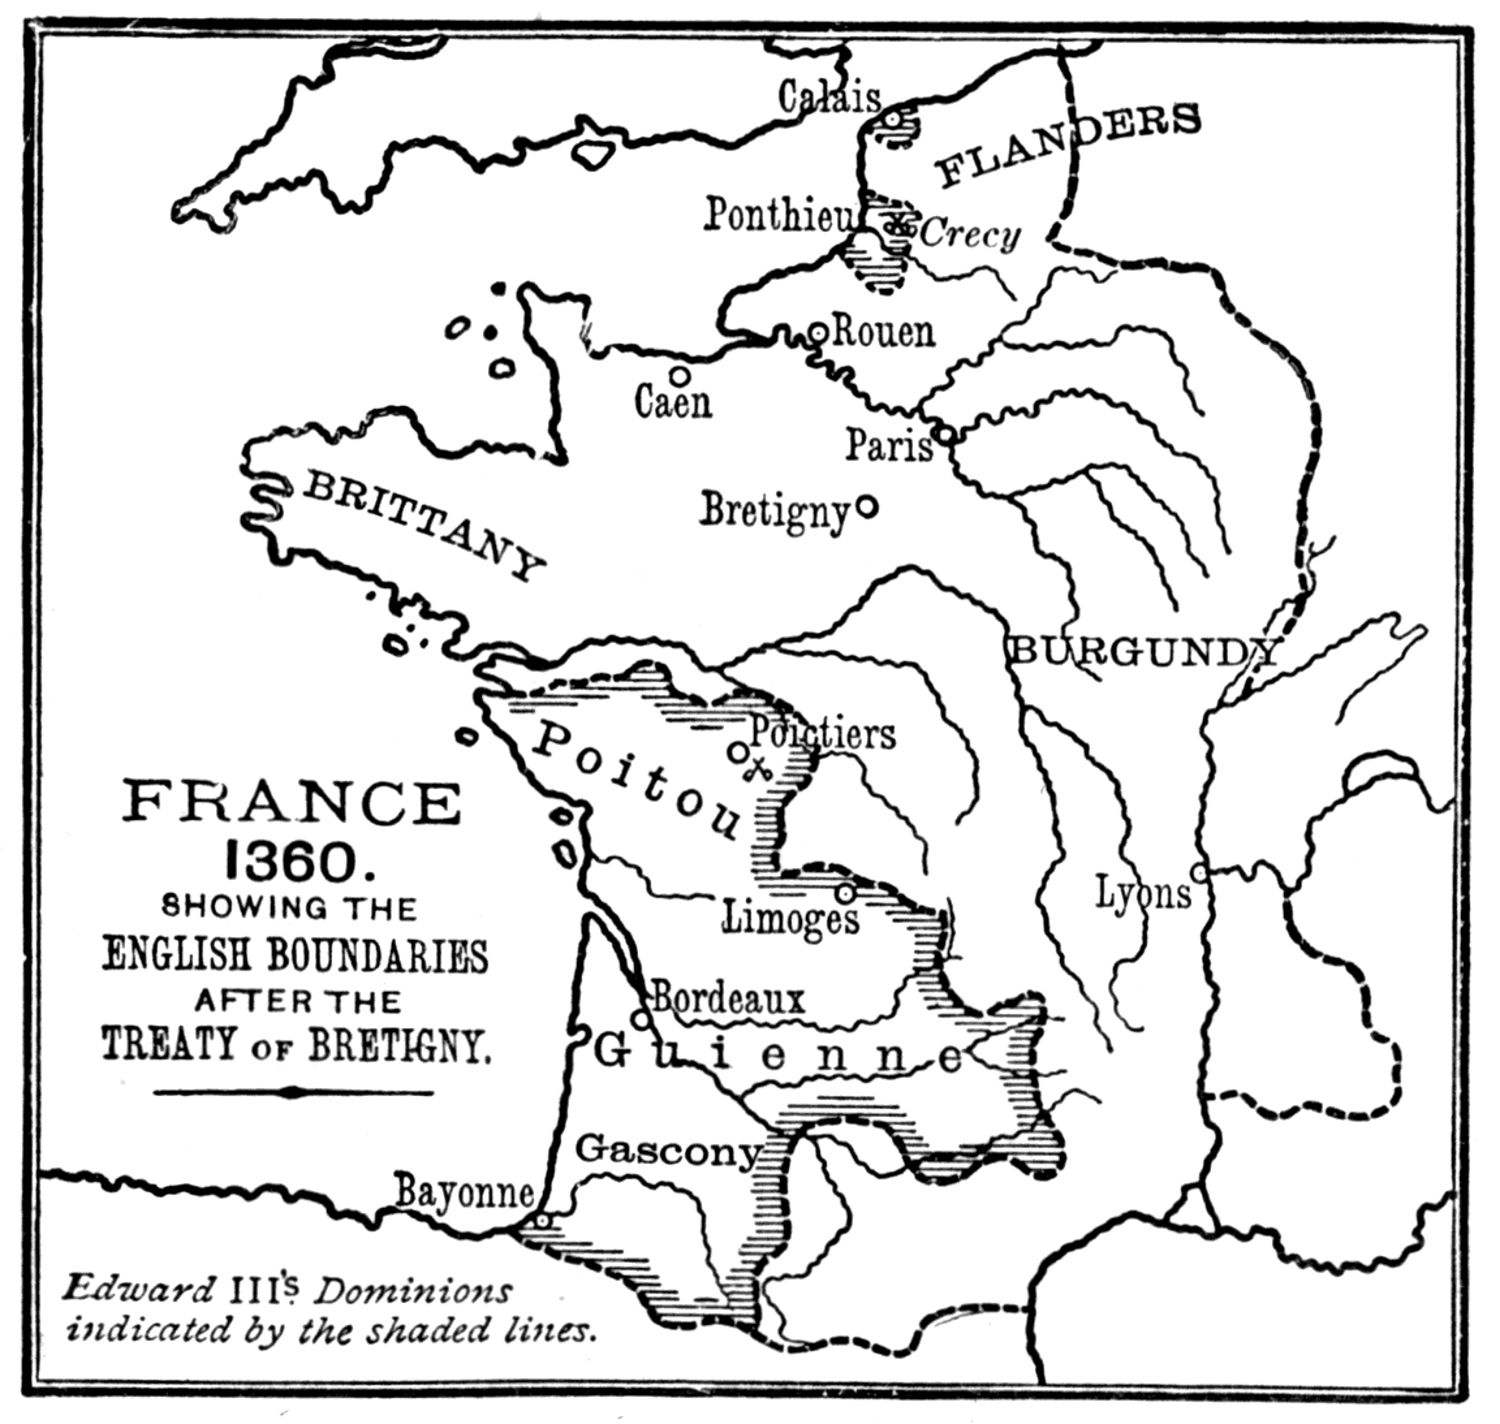 Calais
FLANDERS
Ponthieu
Crecy
Rouen
Caen
Paris
BRITTANY
Bretigny
BURGUNDY
Poitou
Poictiers
FRANCE
1360.
SHOWING THE
ENGLISH BOUNDARIES
AFTER THE
TREATY OF BRETIGNY.
Limoges
Lyons
Bordeaux
Guienne
Gascony
Bayonne
Edward III's Dominions
indicated by the shaded lines.